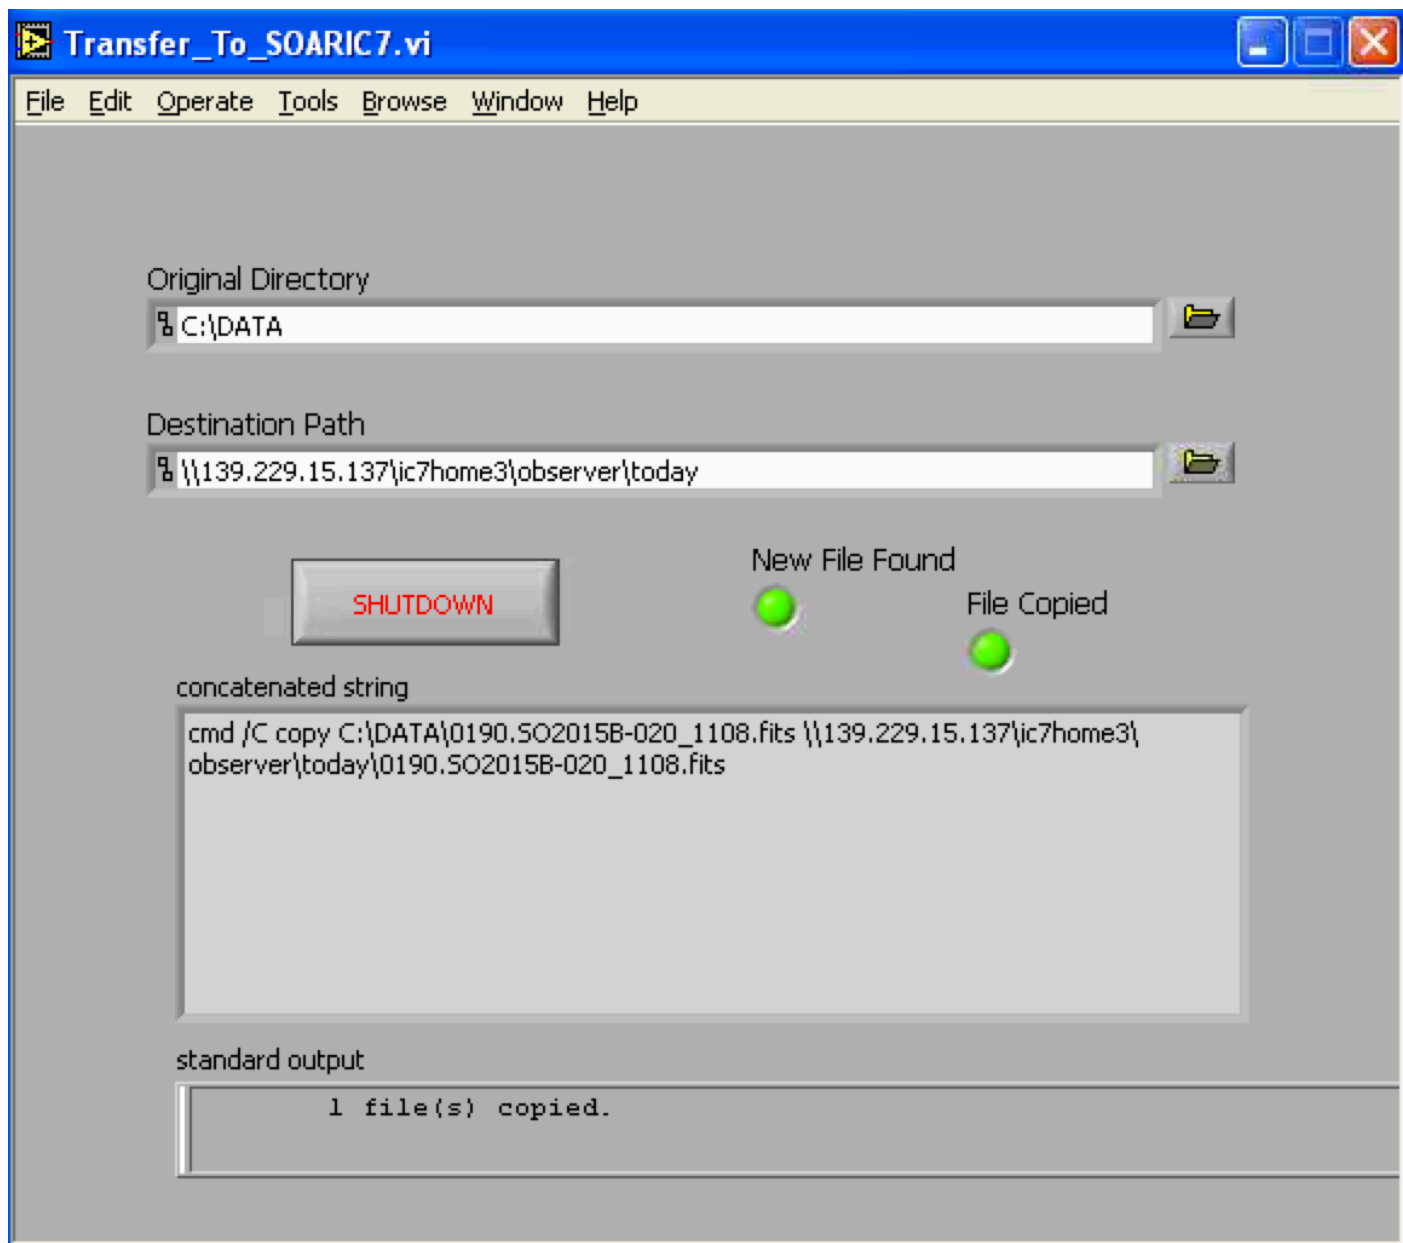 Transfer_To_SOARIC7.vi
File Edit Operate Tools Browse Window Help
Original Directory
C:\DATA
Destination Path
\\139.229.15.137\ic7home3\observer\today
SHUTDOWN
New File Found
File Copied
concatenated string
cmd /C copy C:\DATA\0190.SO2015B-020_1108.fits \\139.229.15.137\ic7home3\
observer\today\0190.SO2015B-020_1108.fits
standard output
1 file(s) copied.